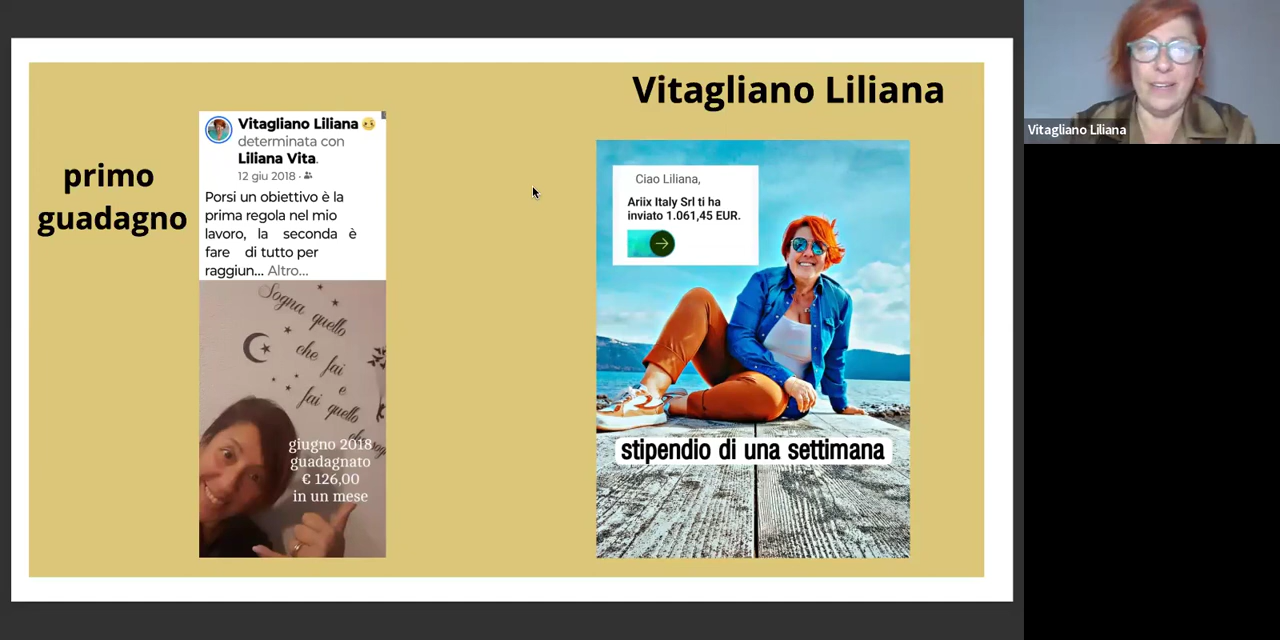 Vitagliano Liliana
primo
guadagno
Vitagliano Liliana
determinata con
Liliana Vita.
12 giu 2018 ·
Porsi un obiettivo è la
prima regola nel mio
lavoro, la seconda è
fare di tutto per
raggiun... Altro...
Sogna quello
che fai
e
fai quello
giugno 2018
guadagnato
€ 126,00
in un mese
Ciao Liliana,
Ariix Italy Srl ti ha
inviato 1.061,45 EUR.
stipendio di una settimana
Vitagliano Liliana